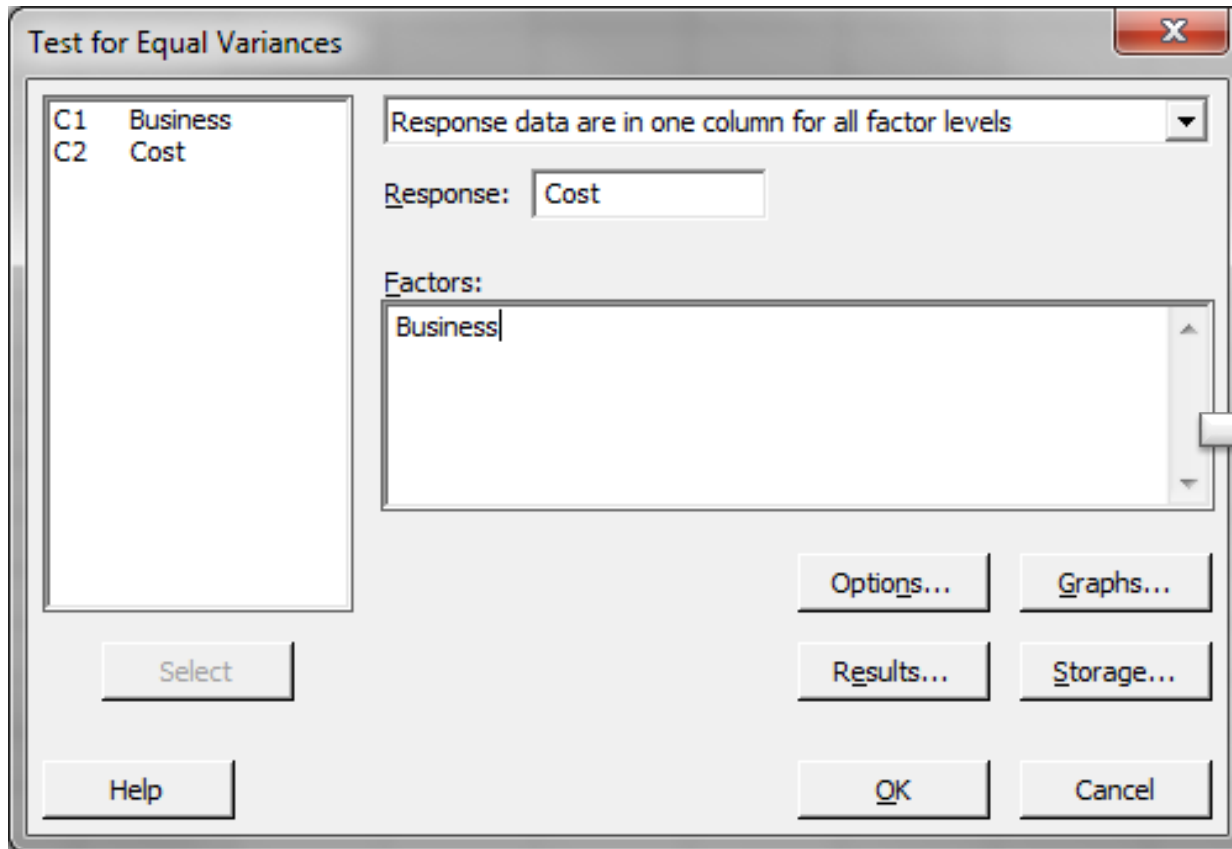 Test for Equal Variances
x
C1 Business
C2 Cost
Response data are in one column for all factor levels
Response: Cost
Factors:
Business
Options...
Graphs...
Select
Results...
Storage...
Help
OK
Cancel